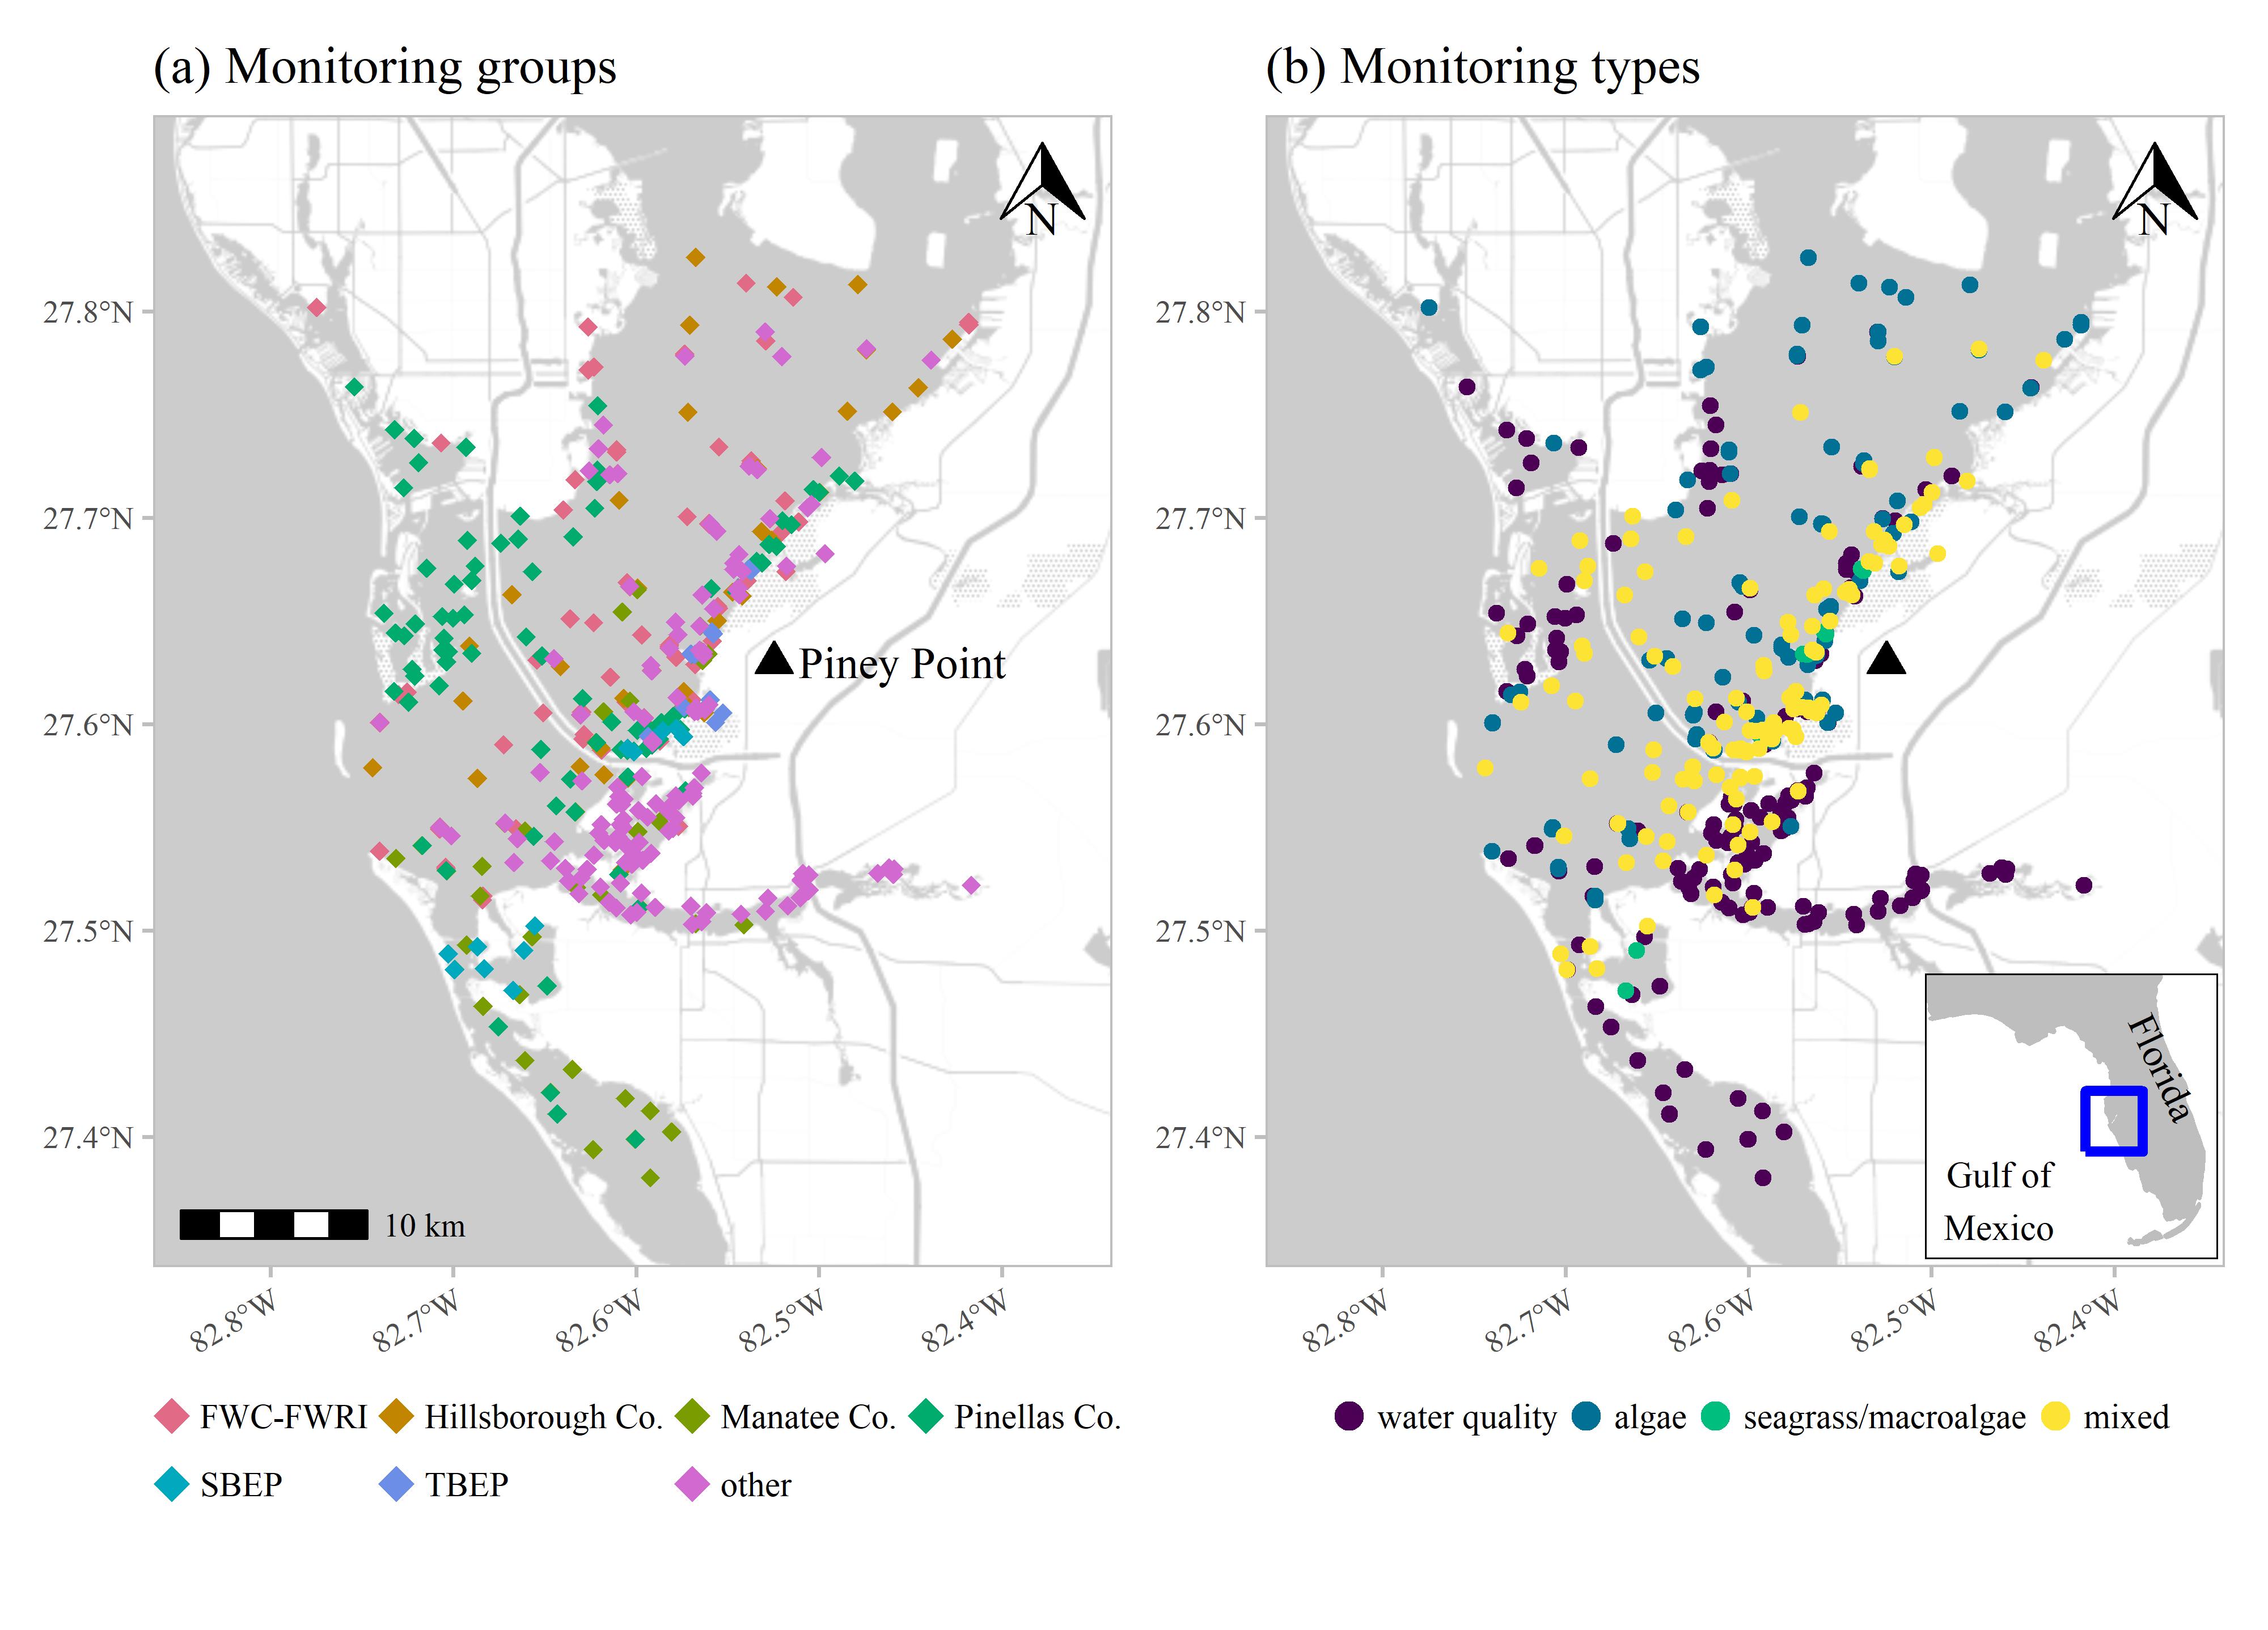 (a) Monitoring groups
(b) Monitoring types
N
N
27.8°N
27.7°N
27.6°N
27.5°N
27.4°N
Piney Point
10 km
82.8°W
82.7°W
82.6°W
82.5°W
82.4°W
27.8°N
27.7°N
27.6°N
27.5°N
27.4°N
Florida
Gulf of
Mexico
82.8°W
82.7°W
82.6°W
82.5°W
82.4°W
FWC-FWRI Hillsborough Co. Manatee Co. Pinellas Co.
SBEP TBEP other
water quality algae seagrass/macroalgae mixed